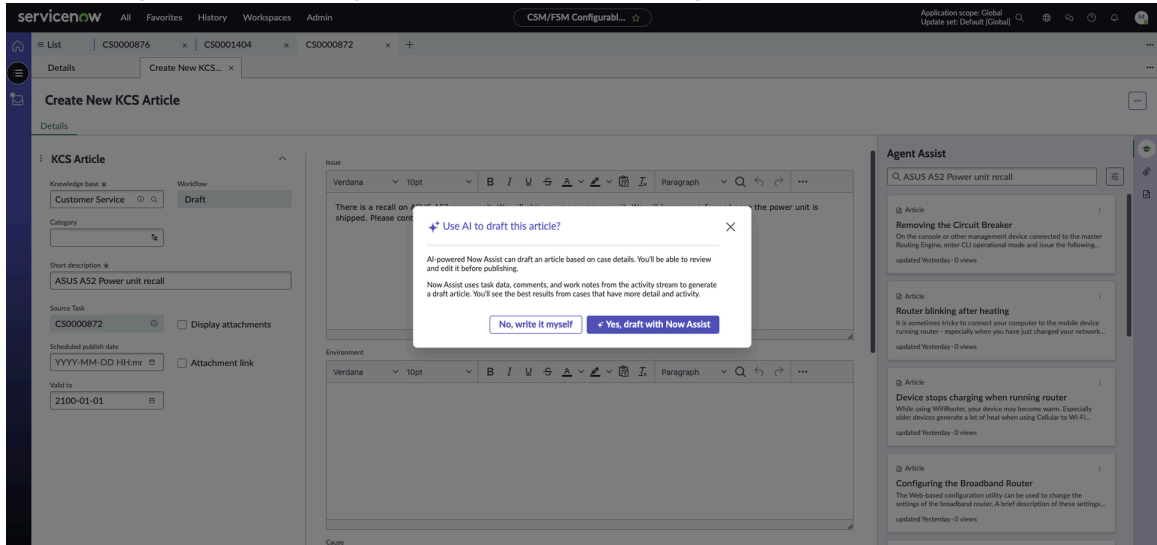 servicenow All Favorites History Workspaces Admin CSM/FSM Configurabl... Application scope: Global
Update set: Default [Global] M
List CS0000876 × CS0001404 × CS0000872 × +
Details Create New KCS... ×
Create New KCS Article
Details
KCS Article
Knowledge base * Workflow
Customer Service Draft
Category
Short description *
ASUS A52 Power unit recall
Source Task
CS0000872 Display attachments
Scheduled publish date
YYYY-MM-DD HH:mr Attachment link
Valid to
2100-01-01
Issue
Verdana 10pt B I U S A Paragraph
There is a recall on
the power unit is
shipped. Please cont
Use AI to draft this article?
AI-powered Now Assist can draft an article based on case details. You'll be able to review
and edit it before publishing.
Now Assist uses task data, comments, and work notes from the activity stream to generate
a draft article. You'll see the best results from cases that have more detail and activity.
No, write it myself Yes, draft with Now Assist
Environment
Verdana 10pt B I U S A Paragraph
Cause
Agent Assist
ASUS A52 Power unit recall
Article
Removing the Circuit Breaker
On the console or other management device connected to the master
Routing Engine, enter CLI operational mode and issue the following...
updated Yesterday · 0 views
Article
Router blinking after heating
It is sometimes tricky to connect your computer to the mobile device
running router - especially when you have just changed your network...
updated Yesterday · 0 views
Article
Device stops charging when running router
While using WifiRouter, your device may become warm. Especially
older devices generate a lot of heat when using Cellular to Wi-Fi...
updated Yesterday · 0 views
Article
Configuring the Broadband Router
The Web-based configuration utility can be used to change the
settings of the broadband router. A brief description of these settings...
updated Yesterday · 0 views